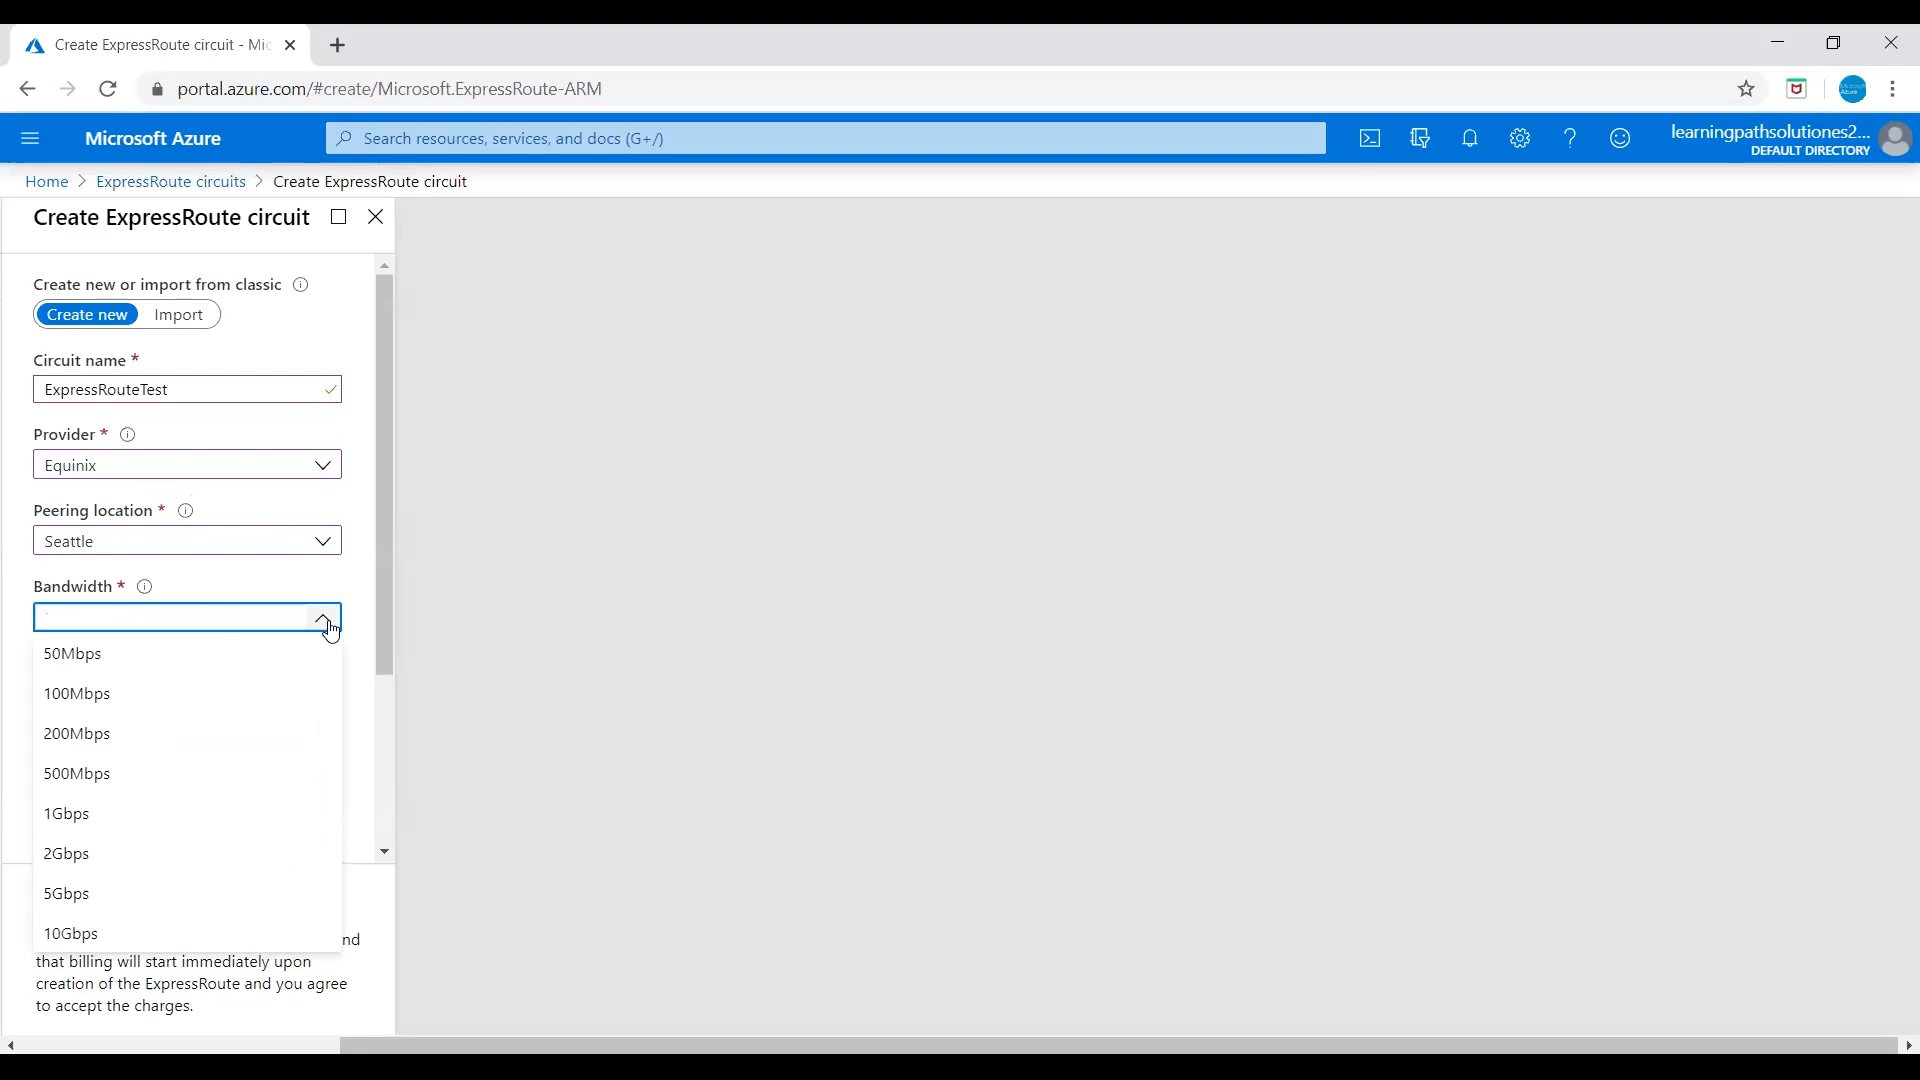 Create ExpressRoute circuit - Mic
portal.azure.com/#create/Microsoft.ExpressRoute-ARM
Microsoft Azure
Search resources, services, and docs (G+/)
learningpathsolutiones2...
DEFAULT DIRECTORY
Home > ExpressRoute circuits > Create ExpressRoute circuit
Create ExpressRoute circuit
Create new or import from classic
Create new Import
Circuit name *
ExpressRouteTest
Provider *
Equinix
Peering location *
Seattle
Bandwidth *
50Mbps
100Mbps
200Mbps
500Mbps
1Gbps
2Gbps
5Gbps
10Gbps
nd
that billing will start immediately upon
creation of the ExpressRoute and you agree
to accept the charges.